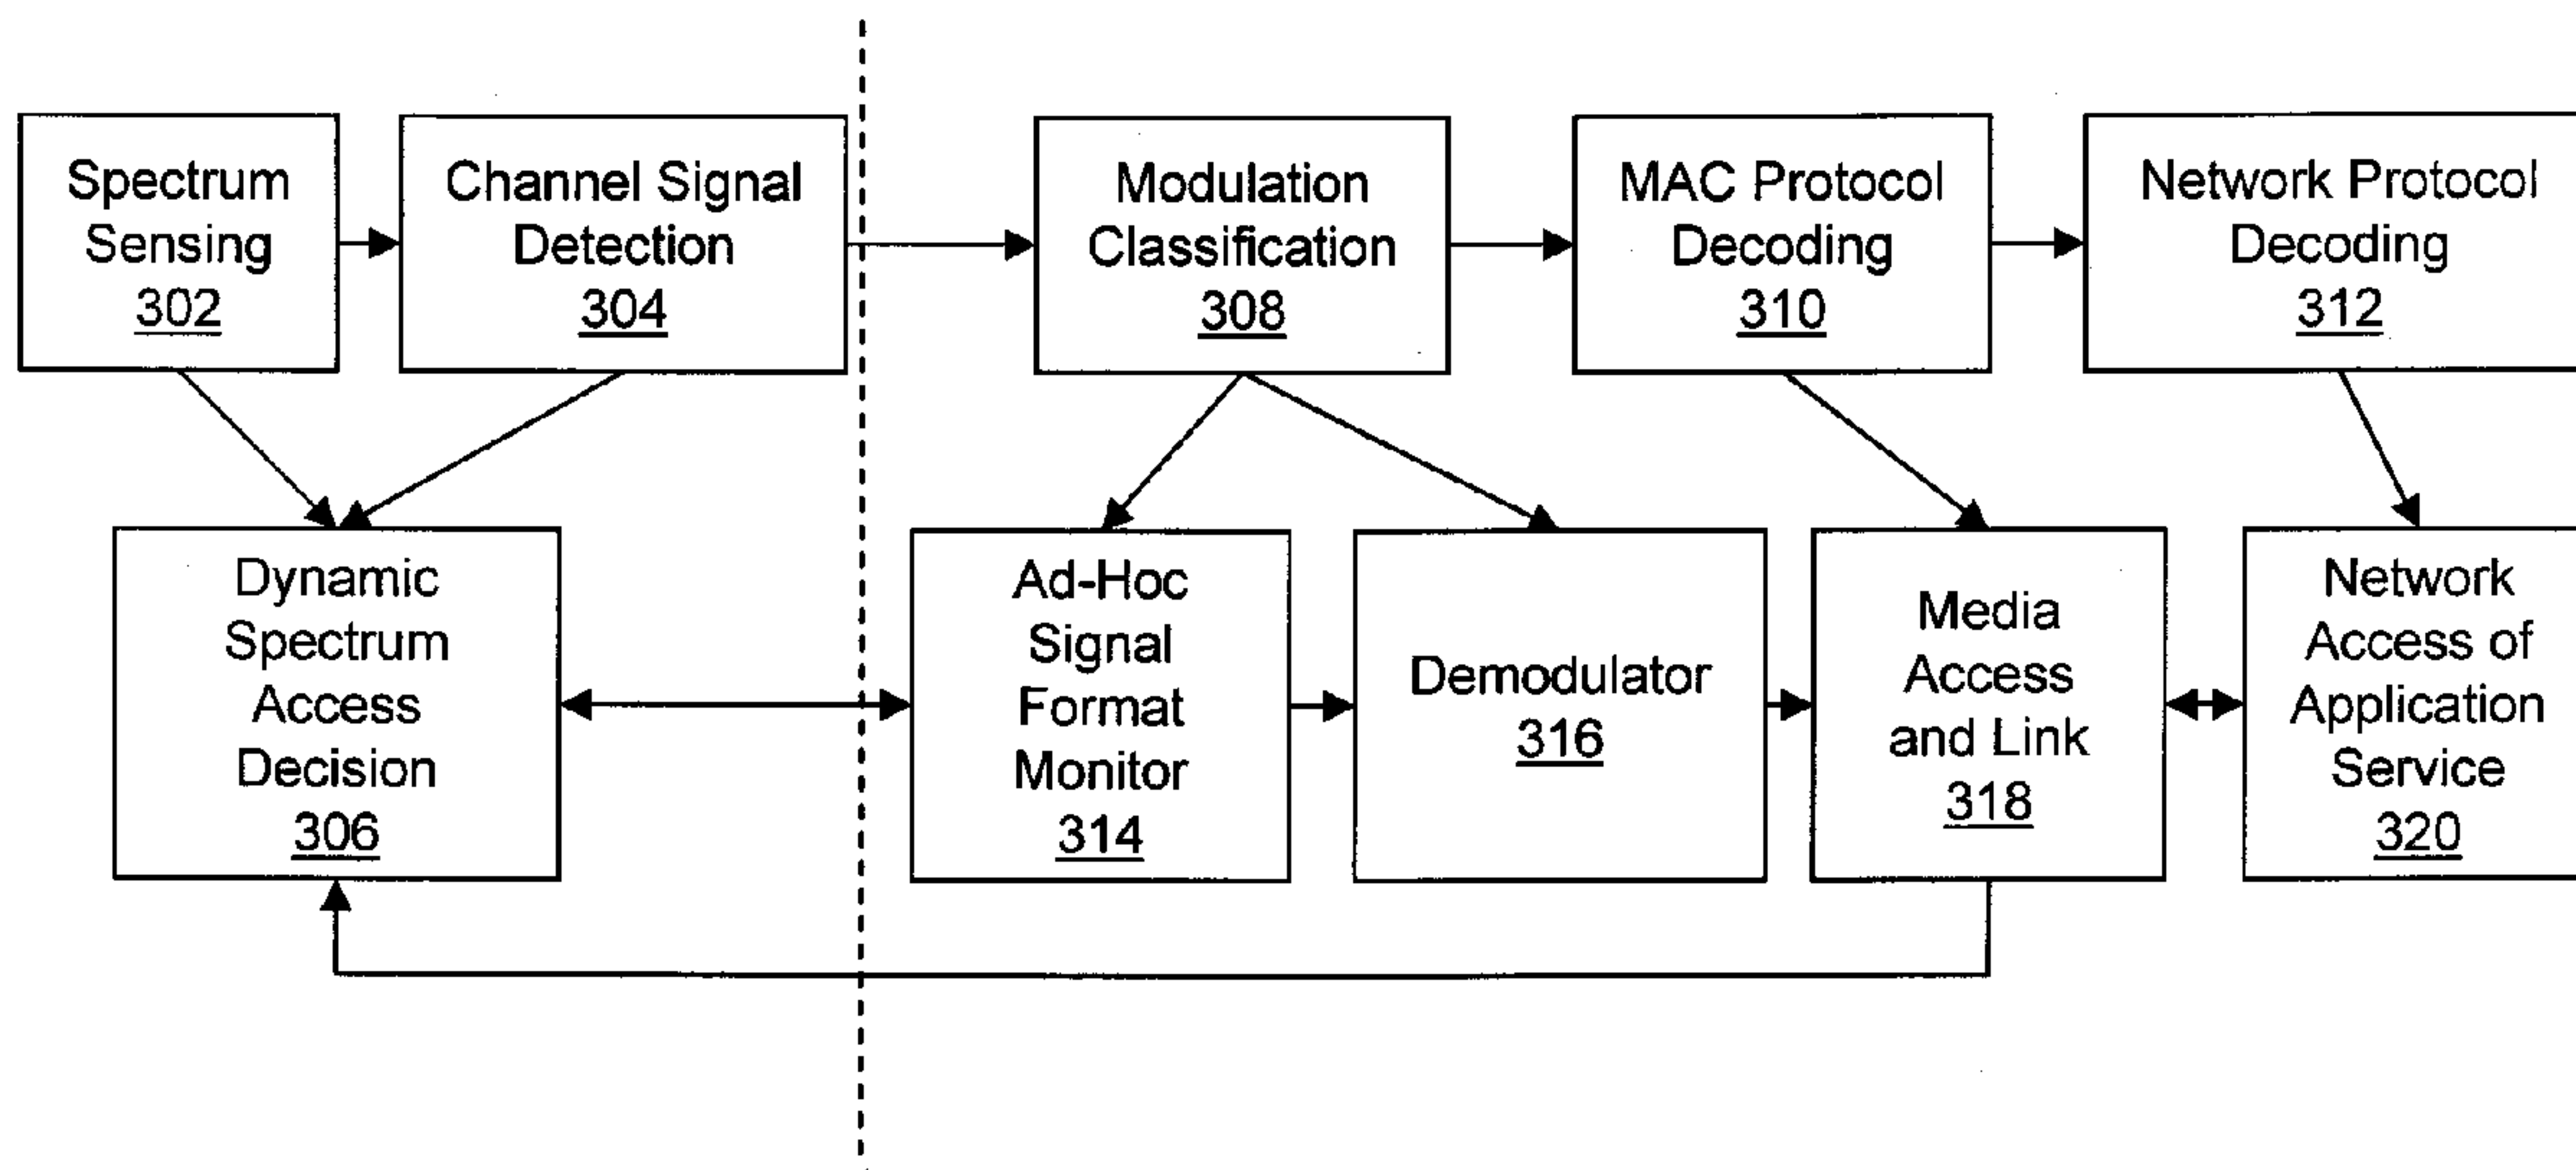 Spectrum
Sensing
302
Channel Signal
Detection
304
Modulation
Classification
308
MAC Protocol
Decoding
310
Network Protocol
Decoding
312
Dynamic
Spectrum
Access
Decision
306
Ad-Hoc
Signal
Format
Monitor
314
Demodulator
316
Media
Access
and Link
318
Network
Access of
Application
Service
320